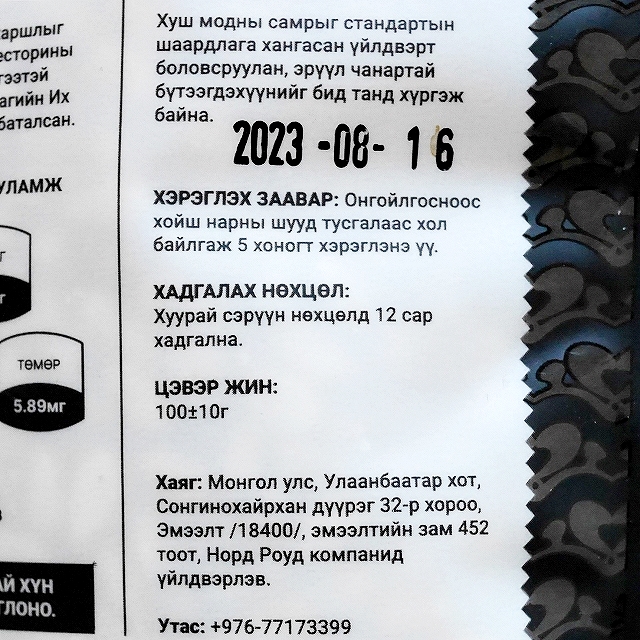 аршлыг
есторины
гээтэй
агийн Их
баталсан.
УЛАМЖ
ТӨМӨР
5.89мг
АЙ ХҮН
ГЛОНО.
Хуш модны самрыг стандартын
шаардлага хангасан үйлдвэрт
боловсруулан, эрүүл чанартай
бүтээгдэхүүнийг бид танд хүргэж
байна.
2023 -08- 16
ХЭРЭГЛЭХ ЗААВАР: Онгойлгосноос
хойш нарны шууд тусгалаас хол
байлгаж 5 хоногт хэрэглэнэ үү.
ХАДГАЛАХ НӨХЦӨЛ:
Хуурай сэрүүн нөхцөлд 12 сар
хадгална.
ЦЭВЭР ЖИН:
100±10г
Хаяг: Монгол улс, Улаанбаатар хот,
Сонгинохайрхан дүүрэг 32-р хороо,
Эмээлт /18400/, эмээлтийн зам 452
тоот, Норд Роуд компанид
үйлдвэрлэв.
Утас: +976-77173399